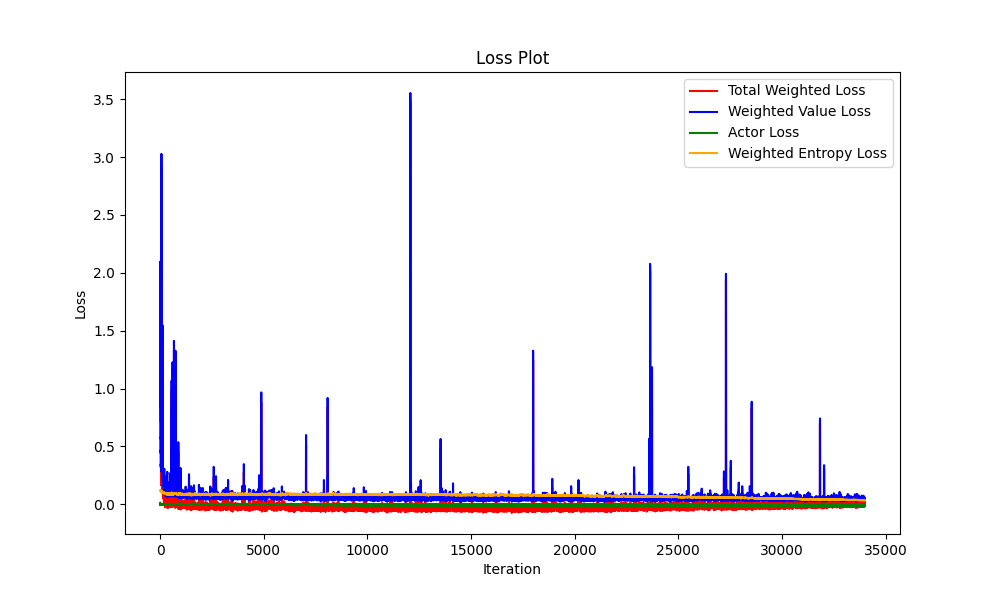 Loss Plot
Total Weighted Loss
Weighted Value Loss
Actor Loss
Weighted Entropy Loss
3.5
3.0
2.5
2.0
1.5
1.0
0.5
0.0
Loss
0 5000 10000 15000 20000 25000 30000 35000
Iteration